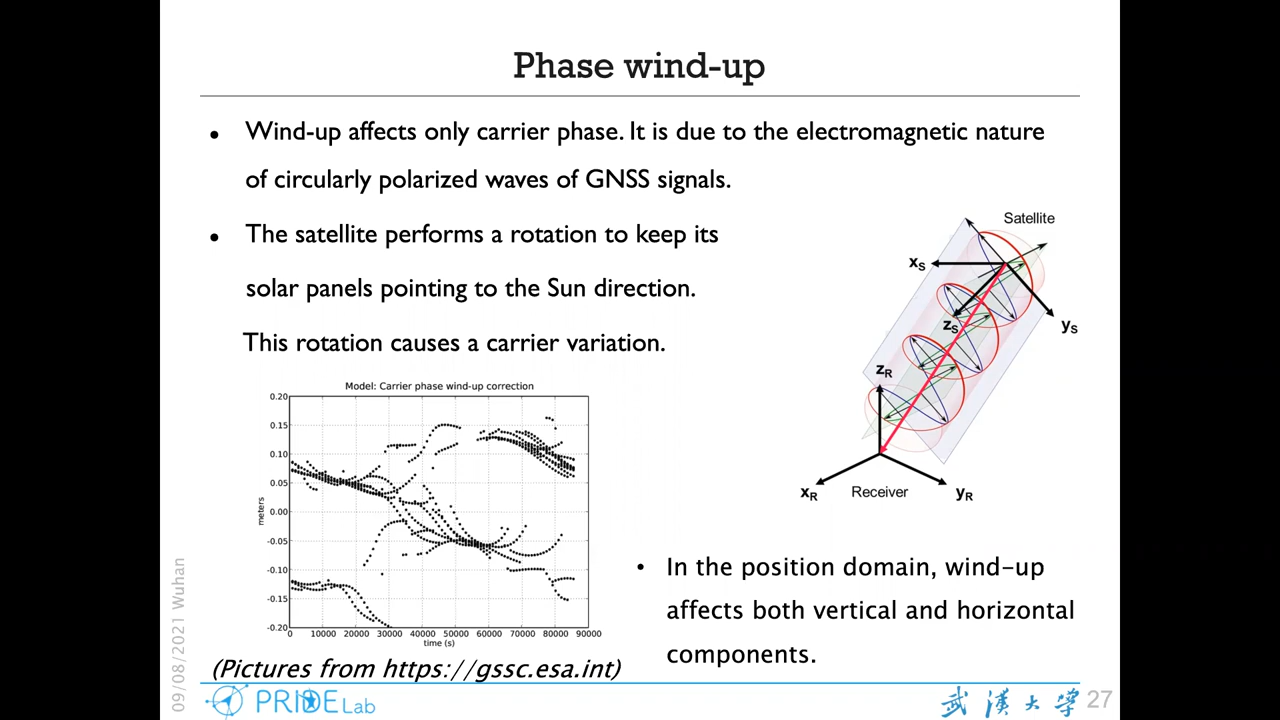 Phase wind-up
• Wind-up affects only carrier phase. It is due to the electromagnetic nature
of circularly polarized waves of GNSS signals.
• The satellite performs a rotation to keep its
solar panels pointing to the Sun direction.
This rotation causes a carrier variation.
Satellite
xS
yS
zS
zR
xR
Receiver
yR
Model: Carrier phase wind-up correction
meters
0.20
0.15
0.10
0.05
0.00
-0.05
-0.10
-0.15
-0.20
0 10000 20000 30000 40000 50000 60000 70000 80000 90000
time (s)
(Pictures from https://gssc.esa.int)
• In the position domain, wind-up
affects both vertical and horizontal
components.
09/08/2021 Wuhan
PRIDE Lab
武漢大学
27